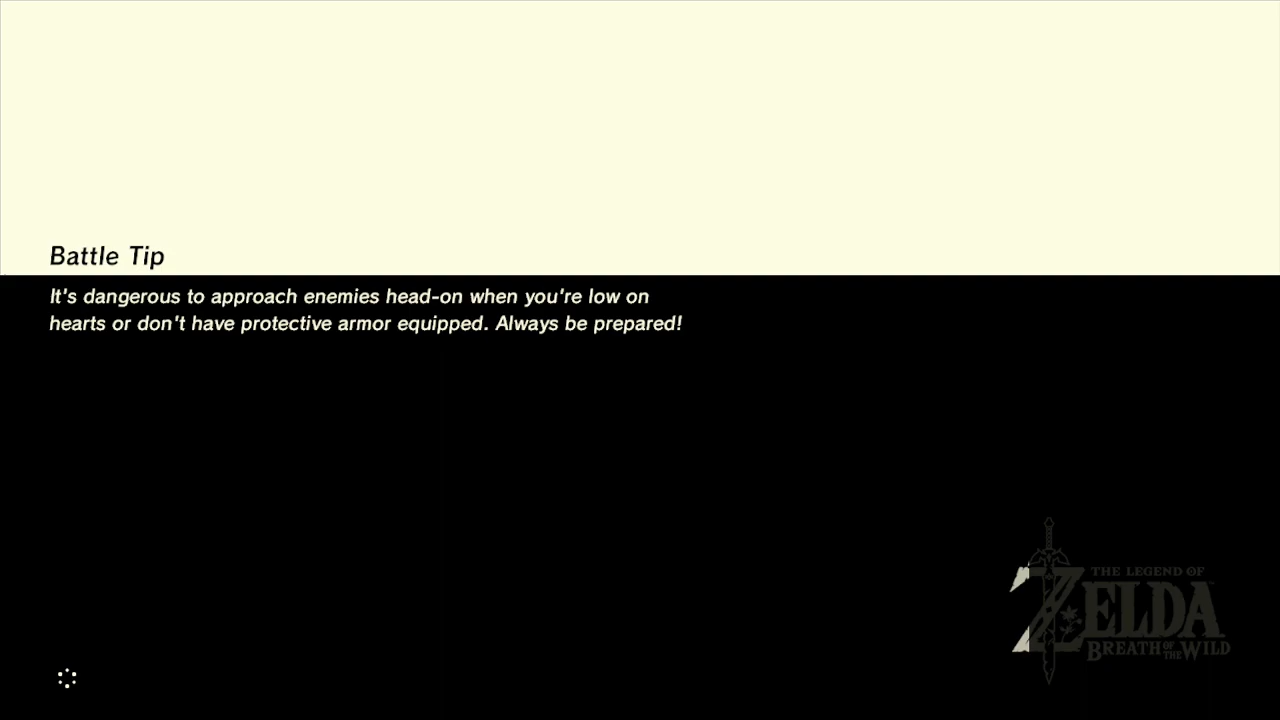 Battle Tip
It's dangerous to approach enemies head-on when you're low on
hearts or don't have protective armor equipped. Always be prepared!
THE LEGEND OF
ZELDA
BREATH OF THE WILD